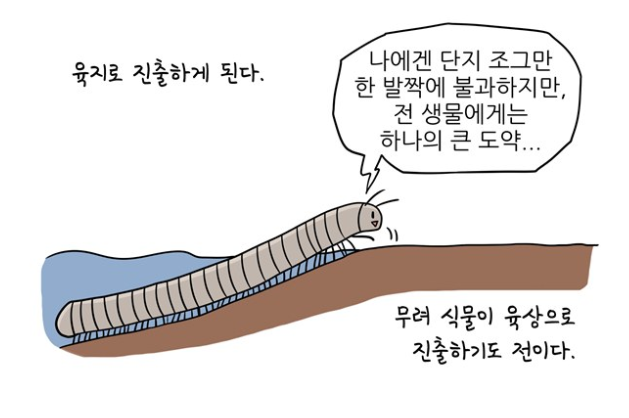 육지로 진출하게 된다.
나에겐 단지 조그만
한 발짝에 불과하지만,
전 생물에게는
하나의 큰 도약...
무려 식물이 육상으로
진출하기도 전이다.